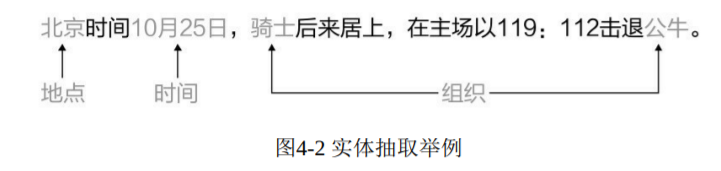 北京时间10月25日，骑士后来居上，在主场以119：112击退公牛。
地点 时间 组织
图4-2 实体抽取举例